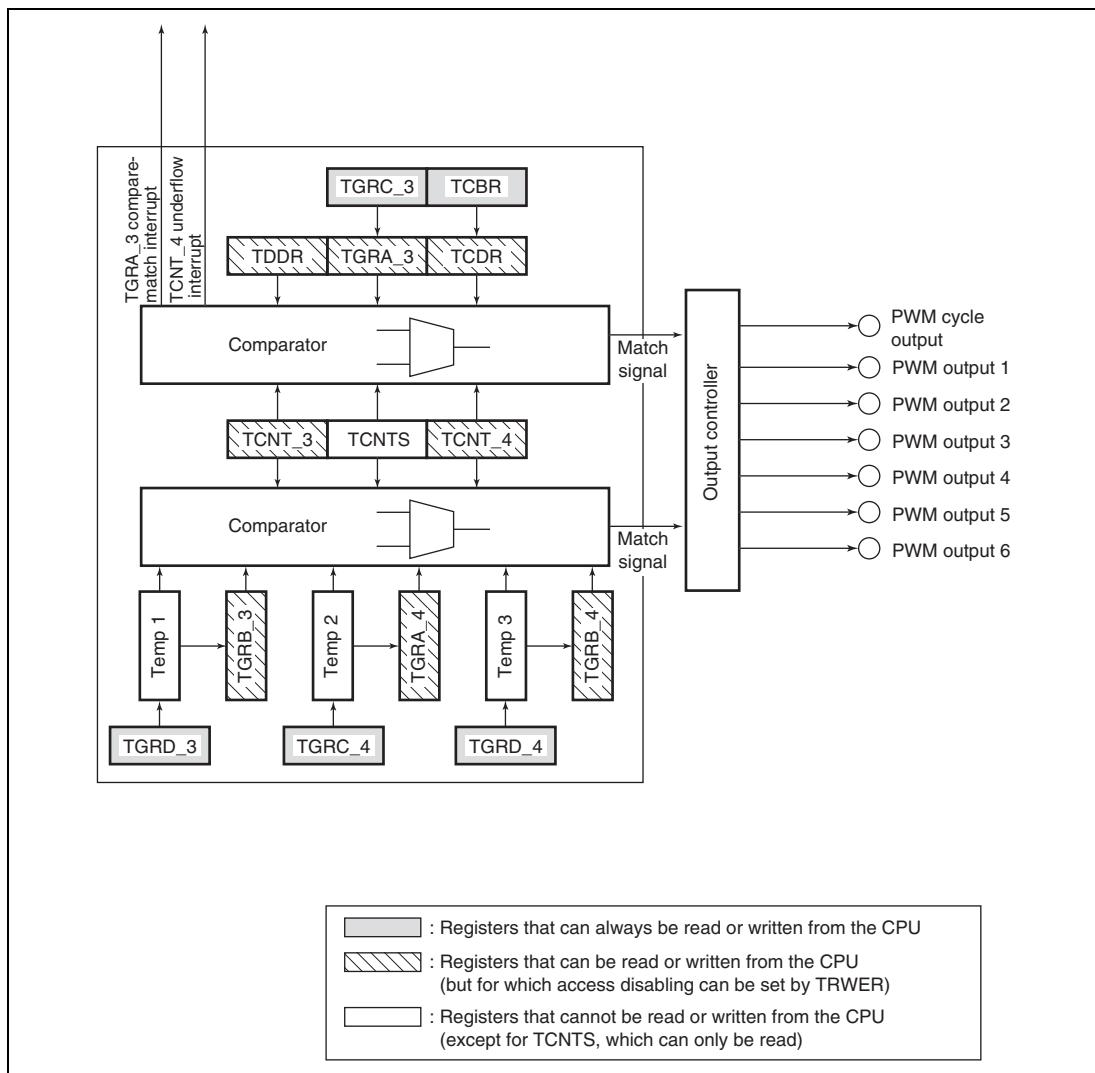 TGRA_3 compare-
match interrupt
TCNT_4 underflow
interrupt
TGRC_3
TCBR
TDDR
TGRA_3
TCDR
Comparator
Match
signal
TCNT_3
TCNTS
TCNT_4
Comparator
Match
signal
Output controller
PWM cycle
output
PWM output 1
PWM output 2
PWM output 3
PWM output 4
PWM output 5
PWM output 6
Temp 1
TGRB_3
Temp 2
TGRA_4
Temp 3
TGRB_4
TGRD_3
TGRC_4
TGRD_4
: Registers that can always be read or written from the CPU
: Registers that can be read or written from the CPU
(but for which access disabling can be set by TRWER)
: Registers that cannot be read or written from the CPU
(except for TCNTS, which can only be read)